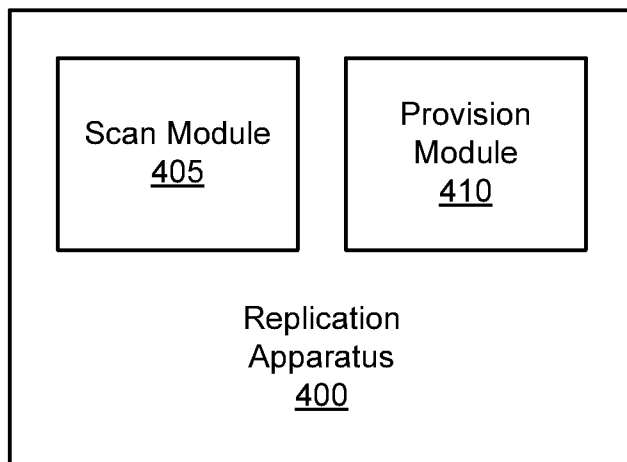 Scan Module
405
Provision
Module
410
Replication
Apparatus
400